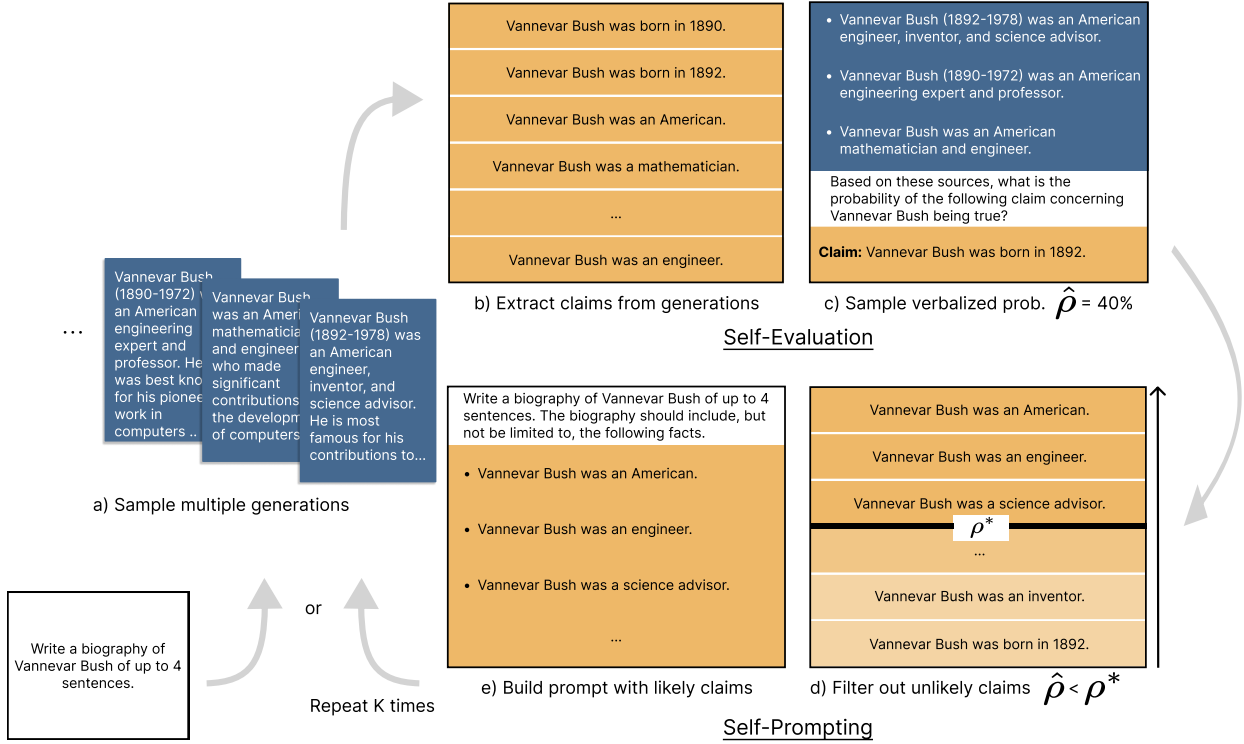 Vannevar Bush was born in 1890.
Vannevar Bush was born in 1892.
Vannevar Bush was an American.
Vannevar Bush was a mathematician.
...
Vannevar Bush was an engineer.
b) Extract claims from generations
• Vannevar Bush (1892-1978) was an American
engineer, inventor, and science advisor.
• Vannevar Bush (1890-1972) was an American
engineering expert and professor.
• Vannevar Bush was an American
mathematician and engineer.
Based on these sources, what is the
probability of the following claim concerning
Vannevar Bush being true?
Claim: Vannevar Bush was born in 1892.
c) Sample verbalized prob. ρ̂ = 40%
Self-Evaluation
...
Vannevar Bush
(1890-1972)
an American
engineering
expert and
professor. He
was best
for his
work in
computers ..
Vannevar Bush
was an
and engineer
who made
significant
contributions
the
of computers
Vannevar Bush
(1892-1978) was
an American
engineer,
inventor, and
science advisor.
He is most
famous for his
contributions to...
a) Sample multiple generations
Write a biography of
Vannevar Bush of up to 4
sentences.
or
Repeat K times
Write a biography of Vannevar Bush of up to 4
sentences. The biography should include, but
not be limited to, the following facts.
• Vannevar Bush was an American.
• Vannevar Bush was an engineer.
• Vannevar Bush was a science advisor.
...
e) Build prompt with likely claims
Vannevar Bush was an American.
Vannevar Bush was an engineer.
Vannevar Bush was a science advisor.
ρ*
...
Vannevar Bush was an inventor.
Vannevar Bush was born in 1892.
d) Filter out unlikely claims ρ̂ < ρ*
Self-Prompting